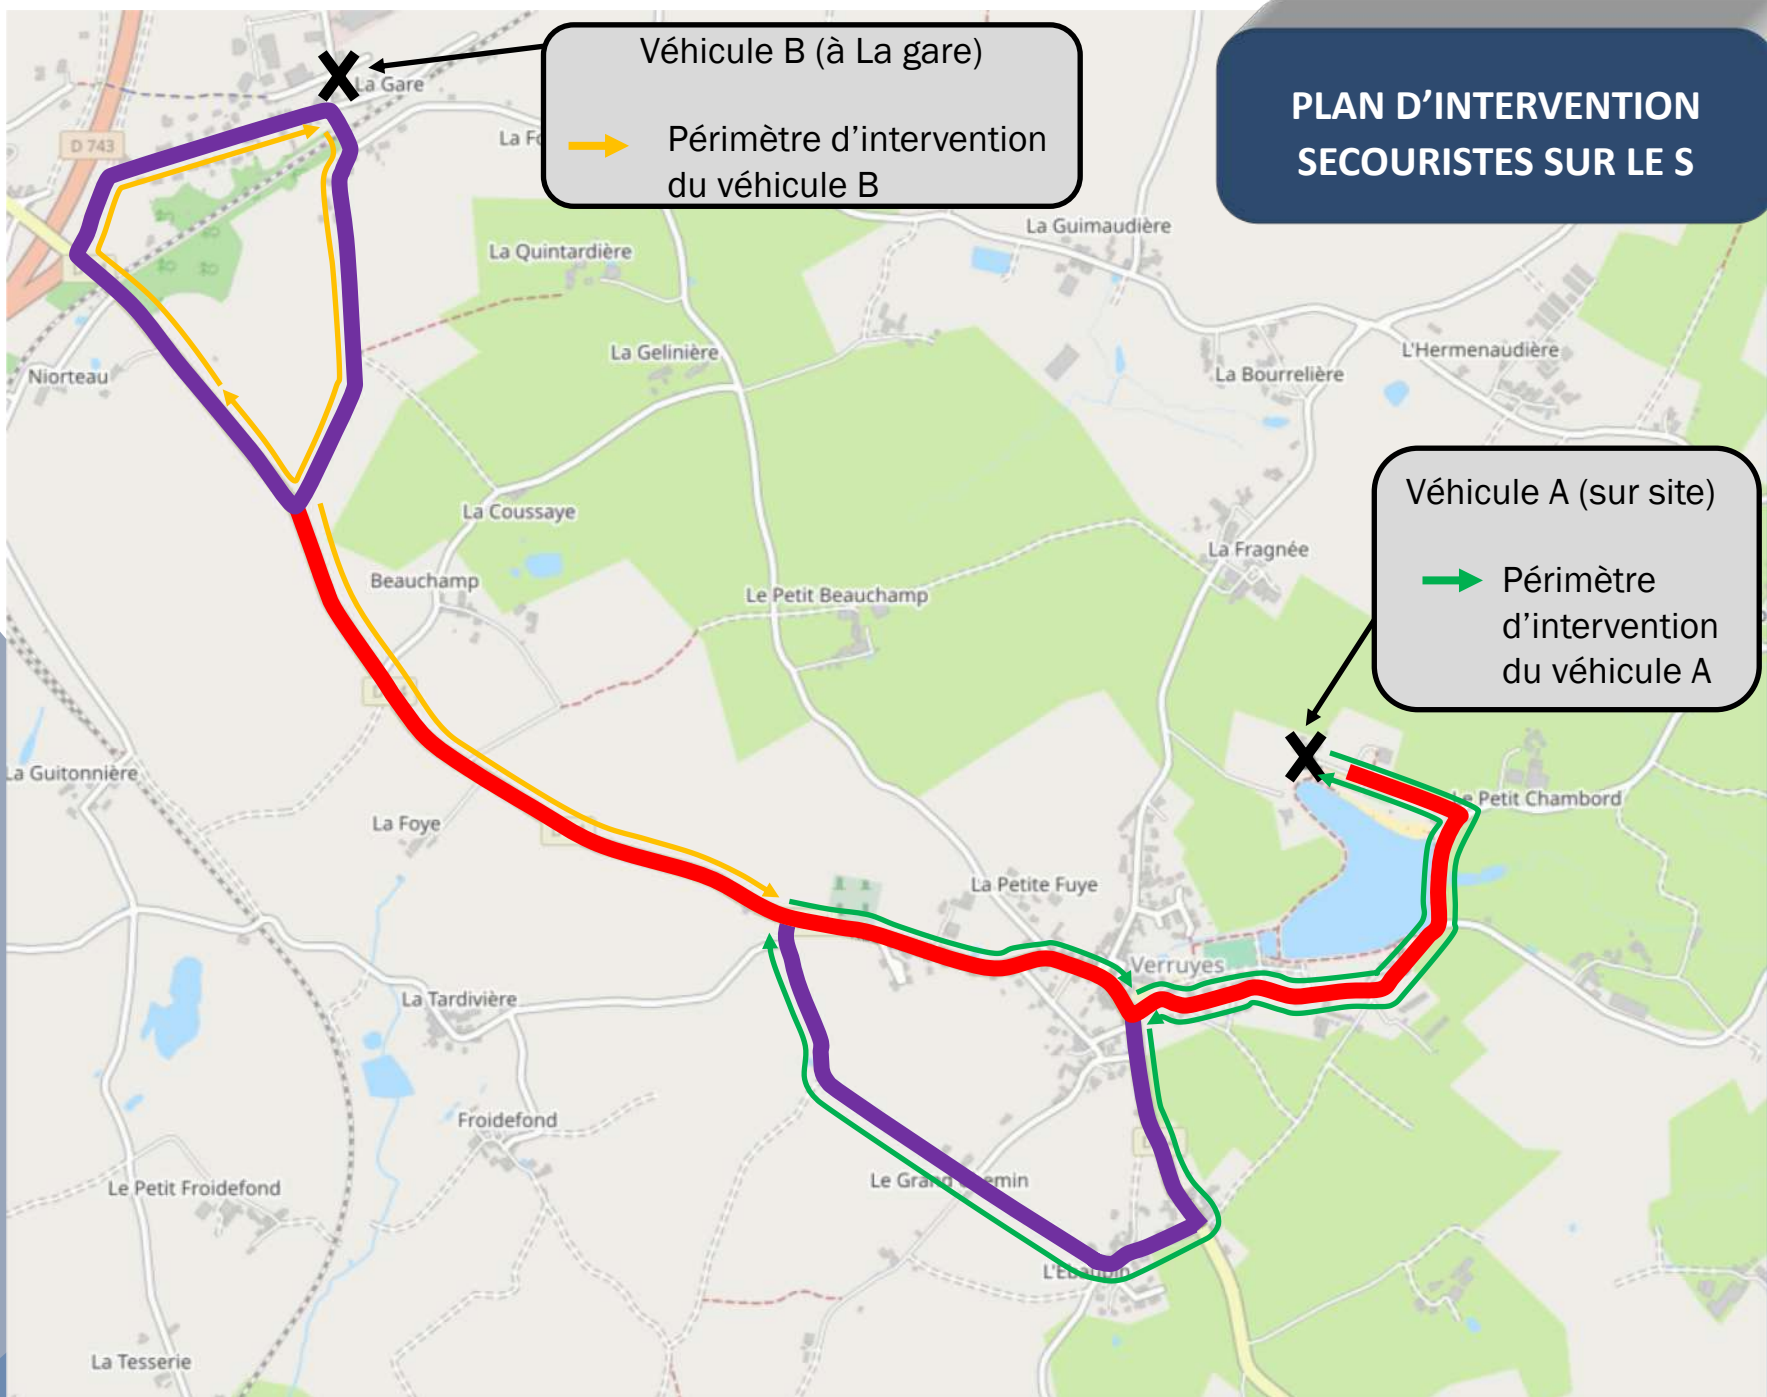 Véhicule B (à La gare)
Périmètre d'intervention
du véhicule B
PLAN D'INTERVENTION
SECOURISTES SUR LE S
La Gare
D 743
La Guimaudière
La Quintardière
La Gelinière
L'Hermenaudière
La Bourrelière
Niorteau
Véhicule A (sur site)
Périmètre
d'intervention
du véhicule A
La Coussaye
La Fragnée
Beauchamp
Le Petit Beauchamp
La Guitonnière
Le Petit Chambord
La Foye
La Petite Fuye
Verruyes
La Tardivière
Froidefond
Le Petit Froidefond
La Tesserie